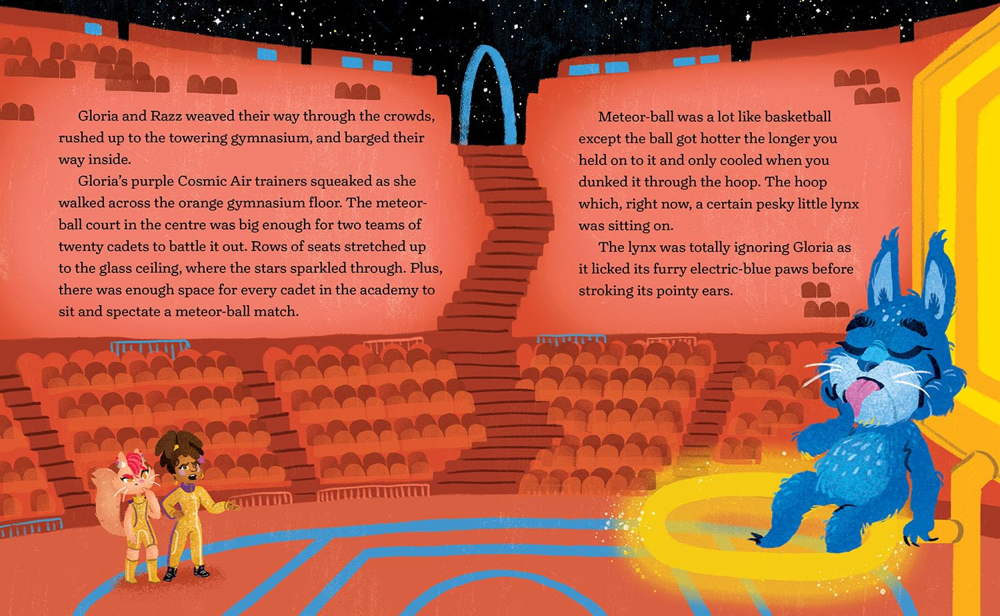 Gloria and Razz weaved their way through the crowds,
rushed up to the towering gymnasium, and barged their
way inside.
Gloria’s purple Cosmic Air trainers squeaked as she
walked across the orange gymnasium floor. The meteor-
ball court in the centre was big enough for two teams of
twenty cadets to battle it out. Rows of seats stretched up
to the glass ceiling, where the stars sparkled through. Plus,
there was enough space for every cadet in the academy to
sit and spectate a meteor-ball match.
Meteor-ball was a lot like basketball
except the ball got hotter the longer you
held on to it and only cooled when you
dunked it through the hoop. The hoop
which, right now, a certain pesky little lynx
was sitting on.
The lynx was totally ignoring Gloria as
it licked its furry electric-blue paws before
stroking its pointy ears.